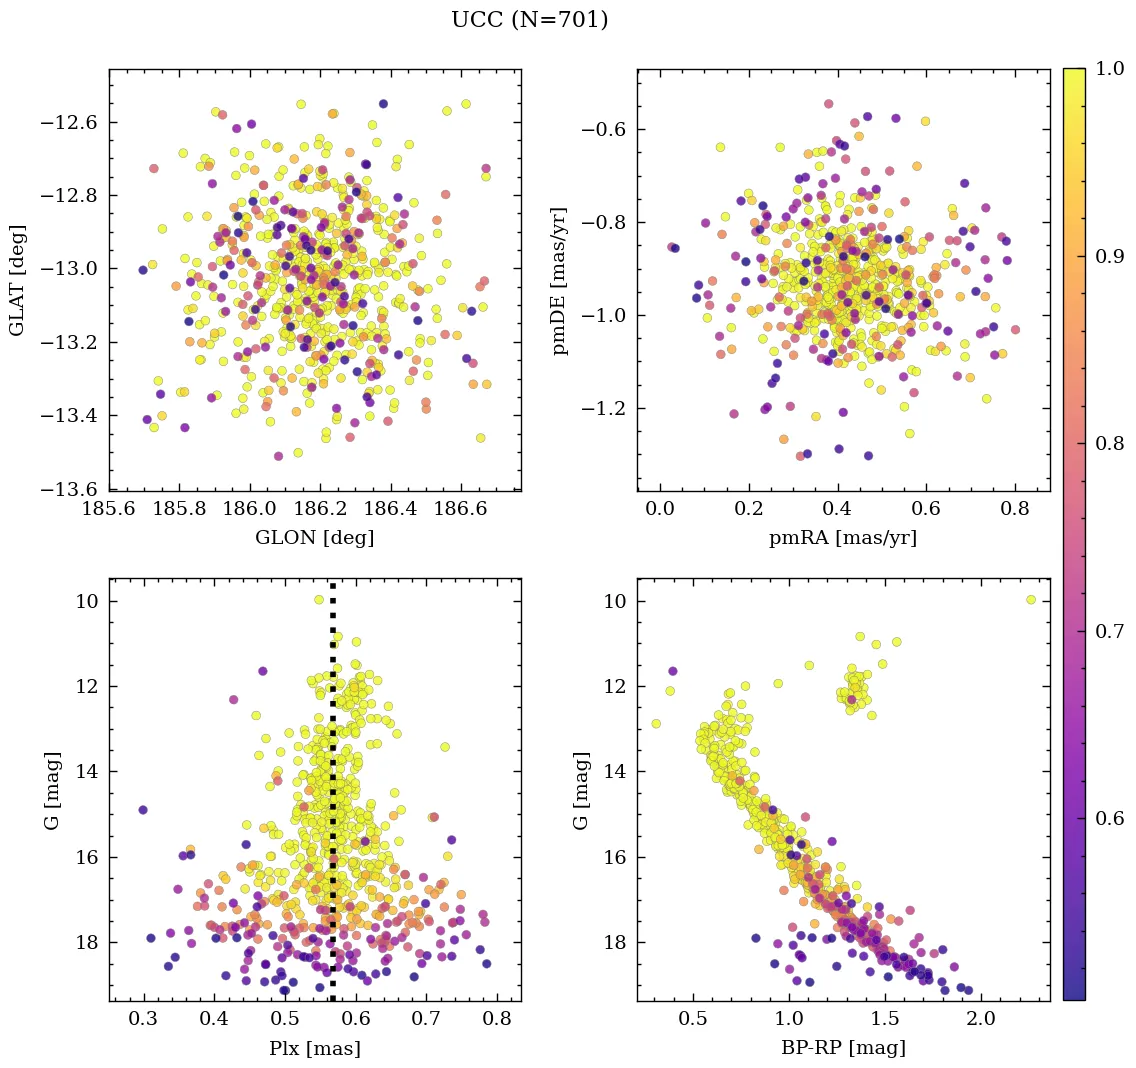 UCC (N=701)
−12.6
−12.8
−13.0
−13.2
−13.4
−13.6
GLAT [deg]
185.6 185.8 186.0 186.2 186.4 186.6
GLON [deg]
−0.6
−0.8
−1.0
−1.2
pmDE [mas/yr]
0.0 0.2 0.4 0.6 0.8
pmRA [mas/yr]
10
12
14
16
18
G [mag]
0.3 0.4 0.5 0.6 0.7 0.8
Plx [mas]
10
12
14
16
18
G [mag]
0.5 1.0 1.5 2.0
BP-RP [mag]
1.0
0.9
0.8
0.7
0.6